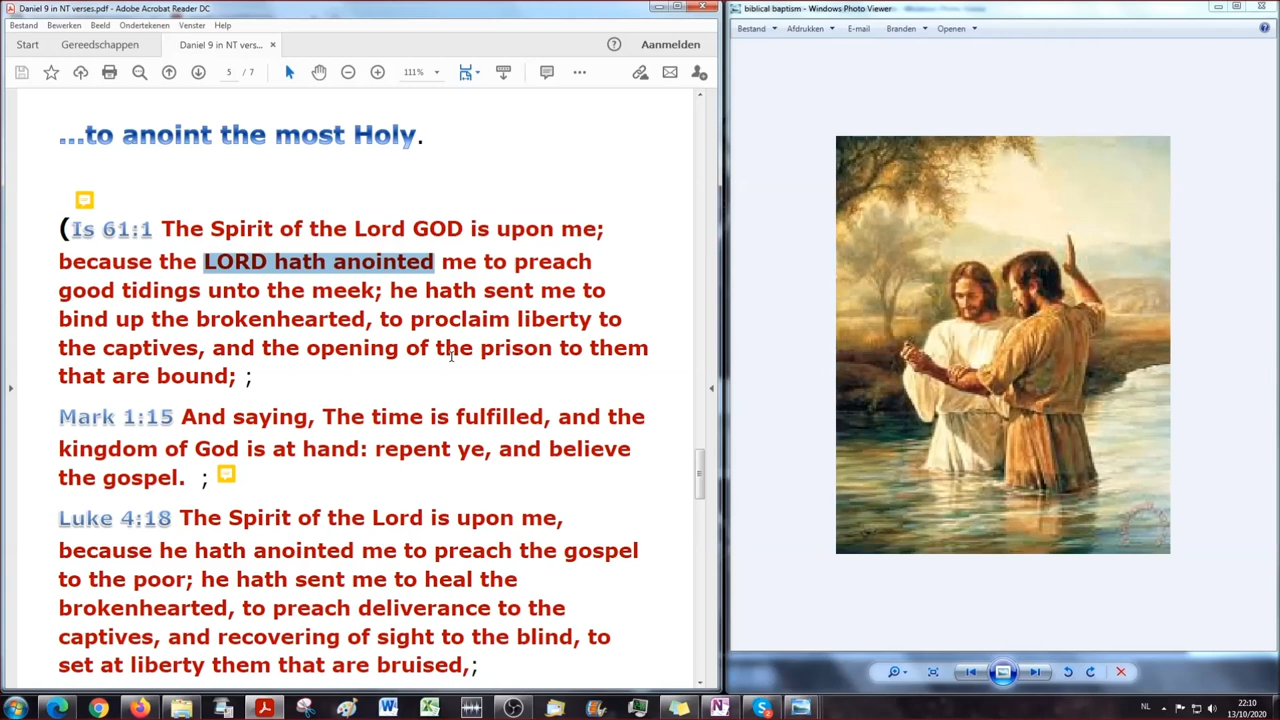 Daniel 9 in NT verses.pdf - Adobe Acrobat Reader DC
Bestand Bewerken Beeld Ondertekenen Venster Help
Start Gereedschappen Daniel 9 in NT vers... × Aanmelden
5 / 7 111%
...to anoint the most Holy.
(Is 61:1 The Spirit of the Lord GOD is upon me;
because the LORD hath anointed me to preach
good tidings unto the meek; he hath sent me to
bind up the brokenhearted, to proclaim liberty to
the captives, and the opening of the prison to them
that are bound; ;
Mark 1:15 And saying, The time is fulfilled, and the
kingdom of God is at hand: repent ye, and believe
the gospel. ;
Luke 4:18 The Spirit of the Lord is upon me,
because he hath anointed me to preach the gospel
to the poor; he hath sent me to heal the
brokenhearted, to preach deliverance to the
captives, and recovering of sight to the blind, to
set at liberty them that are bruised,;
biblical baptism - Windows Photo Viewer
Bestand Afdrukken E-mail Branden Openen
NL 22:10
13/10/2020